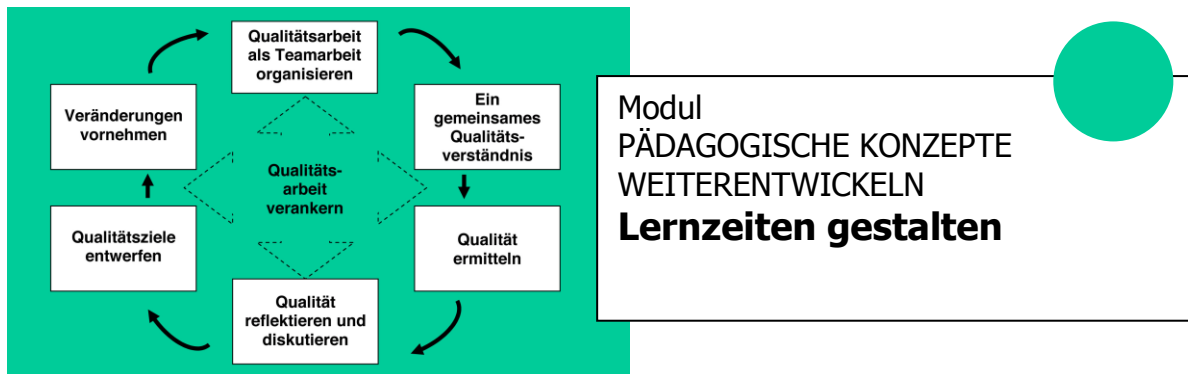 Qualitätsarbeit
als Teamarbeit
organisieren
Ein
gemeinsames
Qualitäts-
verständnis
Qualität
ermitteln
Qualität
reflektieren und
diskutieren
Qualitätsziele
entwerfen
Veränderungen
vornehmen
Qualitäts-
arbeit
verankern
Modul
PÄDAGOGISCHE KONZEPTE
WEITERENTWICKELN
Lernzeiten gestalten